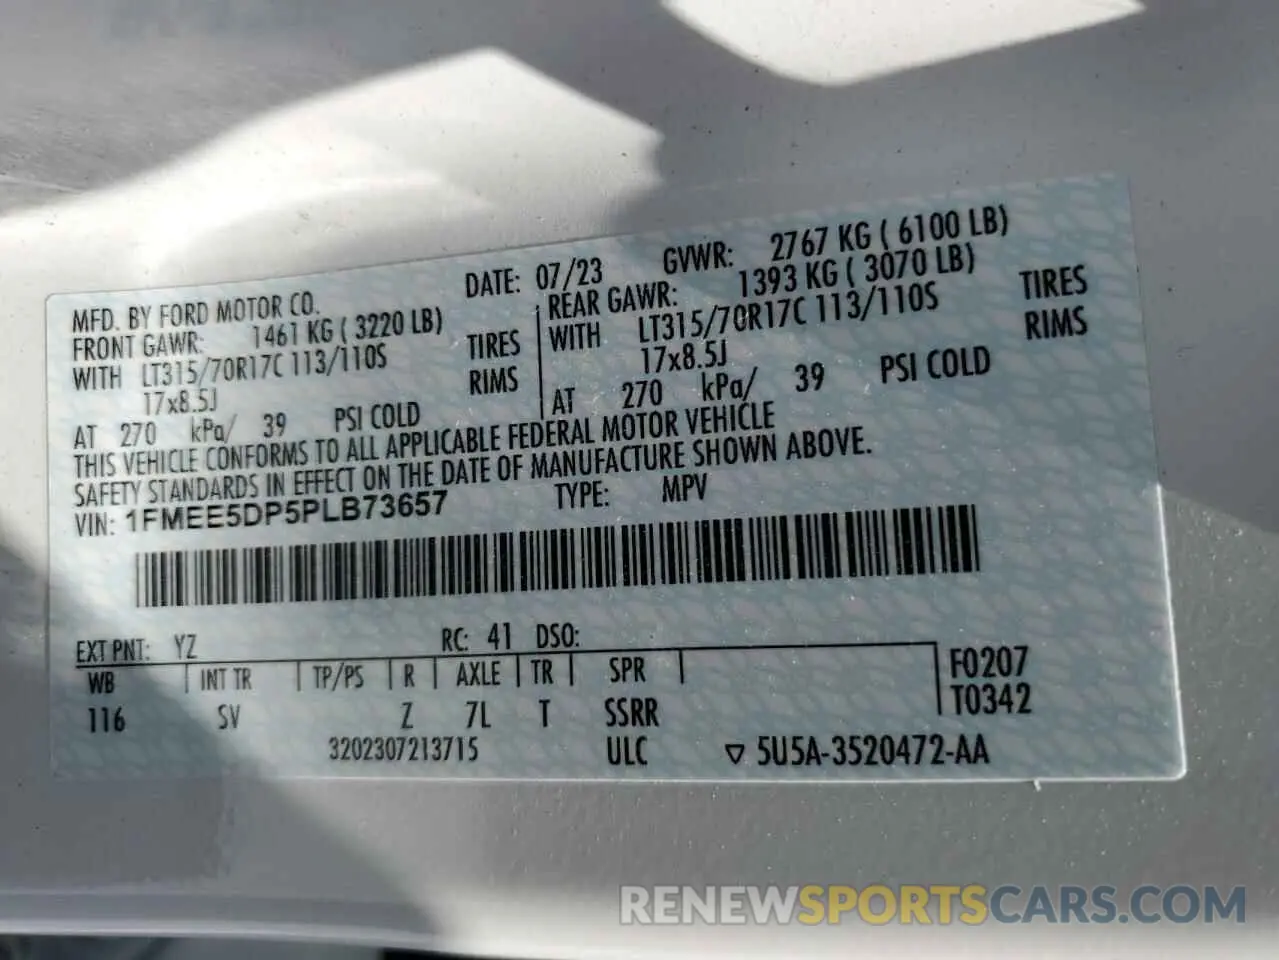 MFD. BY FORD MOTOR CO. DATE: 07/23 GVWR: 2767 KG ( 6100 LB)
FRONT GAWR: 1461 KG ( 3220 LB) REAR GAWR: 1393 KG ( 3070 LB)
WITH LT315/70R17C 113/110S TIRES WITH LT315/70R17C 113/110S TIRES
17x8.5J RIMS 17x8.5J RIMS
AT 270 kPa/ 39 PSI COLD AT 270 kPa/ 39 PSI COLD
THIS VEHICLE CONFORMS TO ALL APPLICABLE FEDERAL MOTOR VEHICLE
SAFETY STANDARDS IN EFFECT ON THE DATE OF MANUFACTURE SHOWN ABOVE.
VIN: 1FMEE5DP5PLB73657 TYPE: MPV
EXT PNT: YZ RC: 41 DSO:
WB INT TR TP/PS R AXLE TR SPR F0207
116 SV Z 7L T SSRR T0342
3202307213715 ULC ▽ 5U5A-3520472-AA
RENEWSPORTSCARS.COM